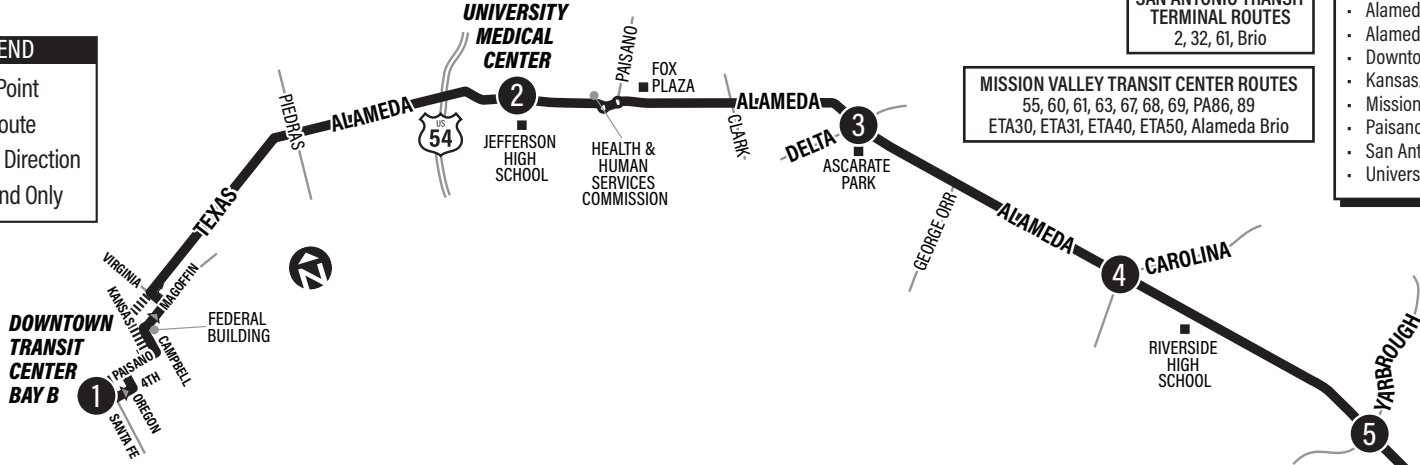 END
Point
oute
Direction
nd Only
UNIVERSITY
MEDICAL
CENTER
2
PAISANO
FOX
PLAZA
PIEDRAS
ALAMEDA
US
54
JEFFERSON
HIGH
SCHOOL
HEALTH &
HUMAN
SERVICES
COMMISSION
CLARK
ALAMEDA
DELTA
3
ASCARATE
PARK
SAN ANTONIO TRANSIT
TERMINAL ROUTES
2, 32, 61, Brio
MISSION VALLEY TRANSIT CENTER ROUTES
55, 60, 61, 63, 67, 68, 69, PA86, 89
ETA30, ETA31, ETA40, ETA50, Alameda Brio
· Alamed
· Alamed
· Downto
· Kansas
· Mission
· Paisano
· San Ant
· Univers
TEXAS
N
VIRGINIA
KANSAS
MAGOFFIN
FEDERAL
BUILDING
CAMPBELL
DOWNTOWN
TRANSIT
CENTER
BAY B
1
PAISANO
4TH
OREGON
SANTA FE
GEORGE ORR
ALAMEDA
4
CAROLINA
RIVERSIDE
HIGH
SCHOOL
YARBROUGH
5